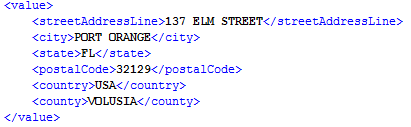 <value>
<streetAddressLine>137 ELM STREET</streetAddressLine>
<city>PORT ORANGE</city>
<state>FL</state>
<postalCode>32129</postalCode>
<country>USA</country>
<county>VOLUSIA</county>
</value>